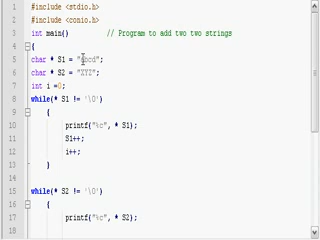 1 #include <stdio.h>
2 #include <conio.h>
3 int main() // Program to add two two strings
4 {
5 char * S1 = "abcd";
6 char * S2 = "XYZ";
7 int i =0;
8 while(* S1 != '\0')
9 {
10 printf("%c", * S1);
11 S1++;
12 i++;
13 }
14
15 while(* S2 != '\0')
16 {
17 printf("%c", * S2);
18